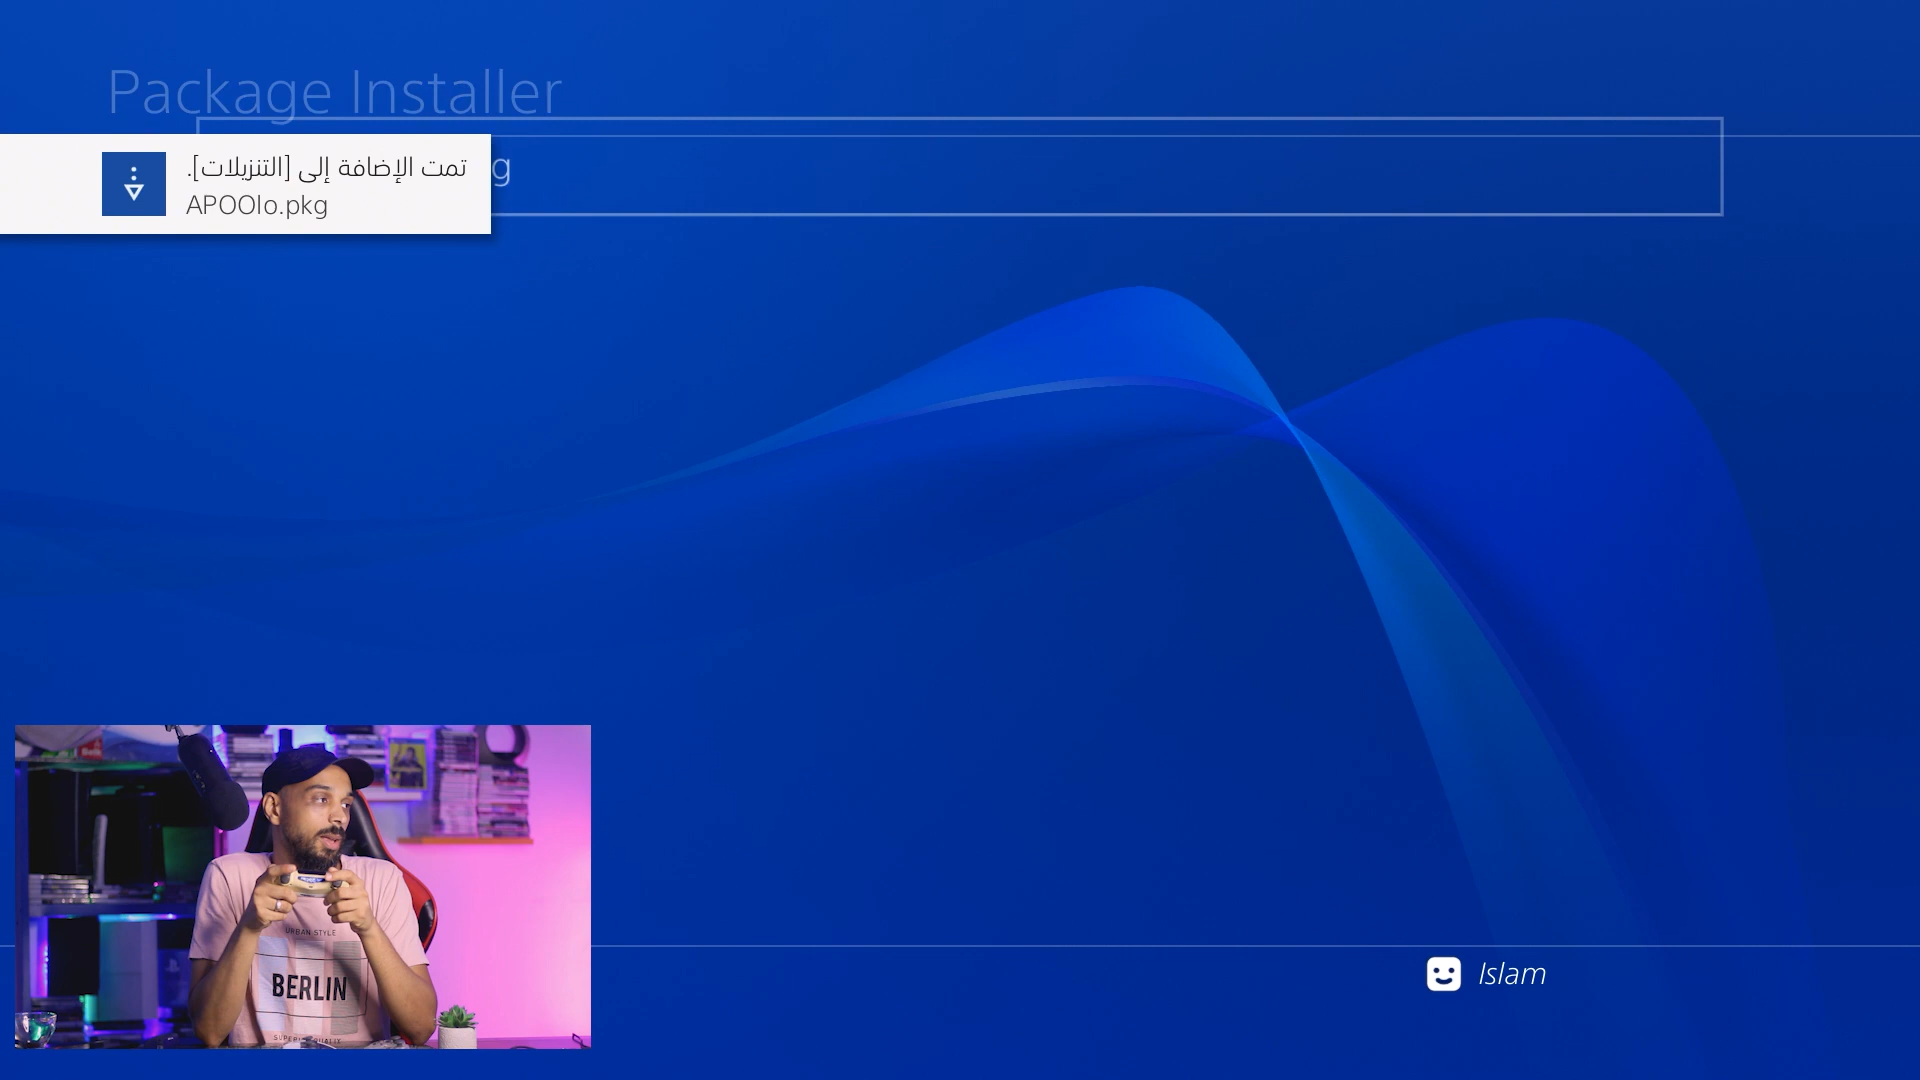 Package Installer
تمت الإضافة إلى [التنزيلات].
APOOlo.pkg
g
Islam
URBAN STYLE
BERLIN